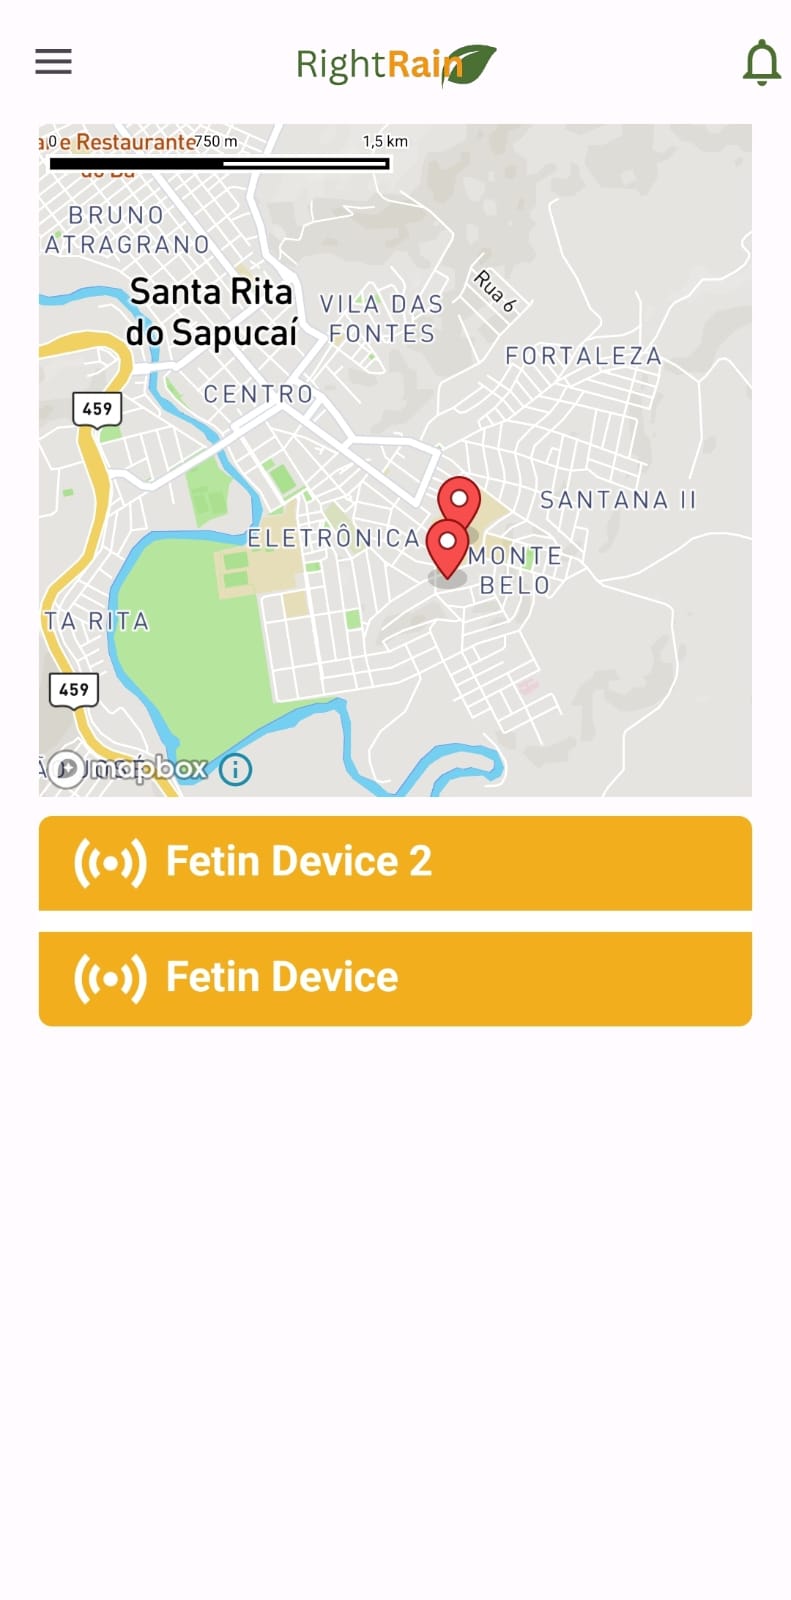 RightRain
e Restaurante
0 750 m 1,5 km
BRUNO
ATRAGRANO
Santa Rita
do Sapucaí
VILA DAS
FONTES
Rua 6
FORTALEZA
CENTRO
459
SANTANA II
ELETRÔNICA
MONTE
BELO
TA RITA
459
mapbox
Fetin Device 2
Fetin Device